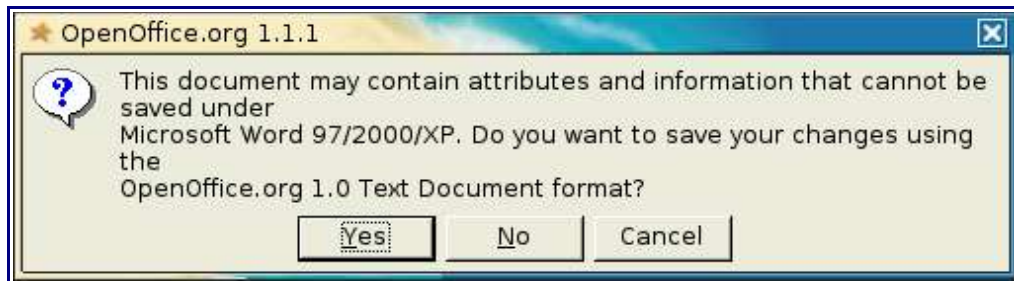 OpenOffice.org 1.1.1
?
This document may contain attributes and information that cannot be
saved under
Microsoft Word 97/2000/XP. Do you want to save your changes using
the
OpenOffice.org 1.0 Text Document format?
Yes No Cancel